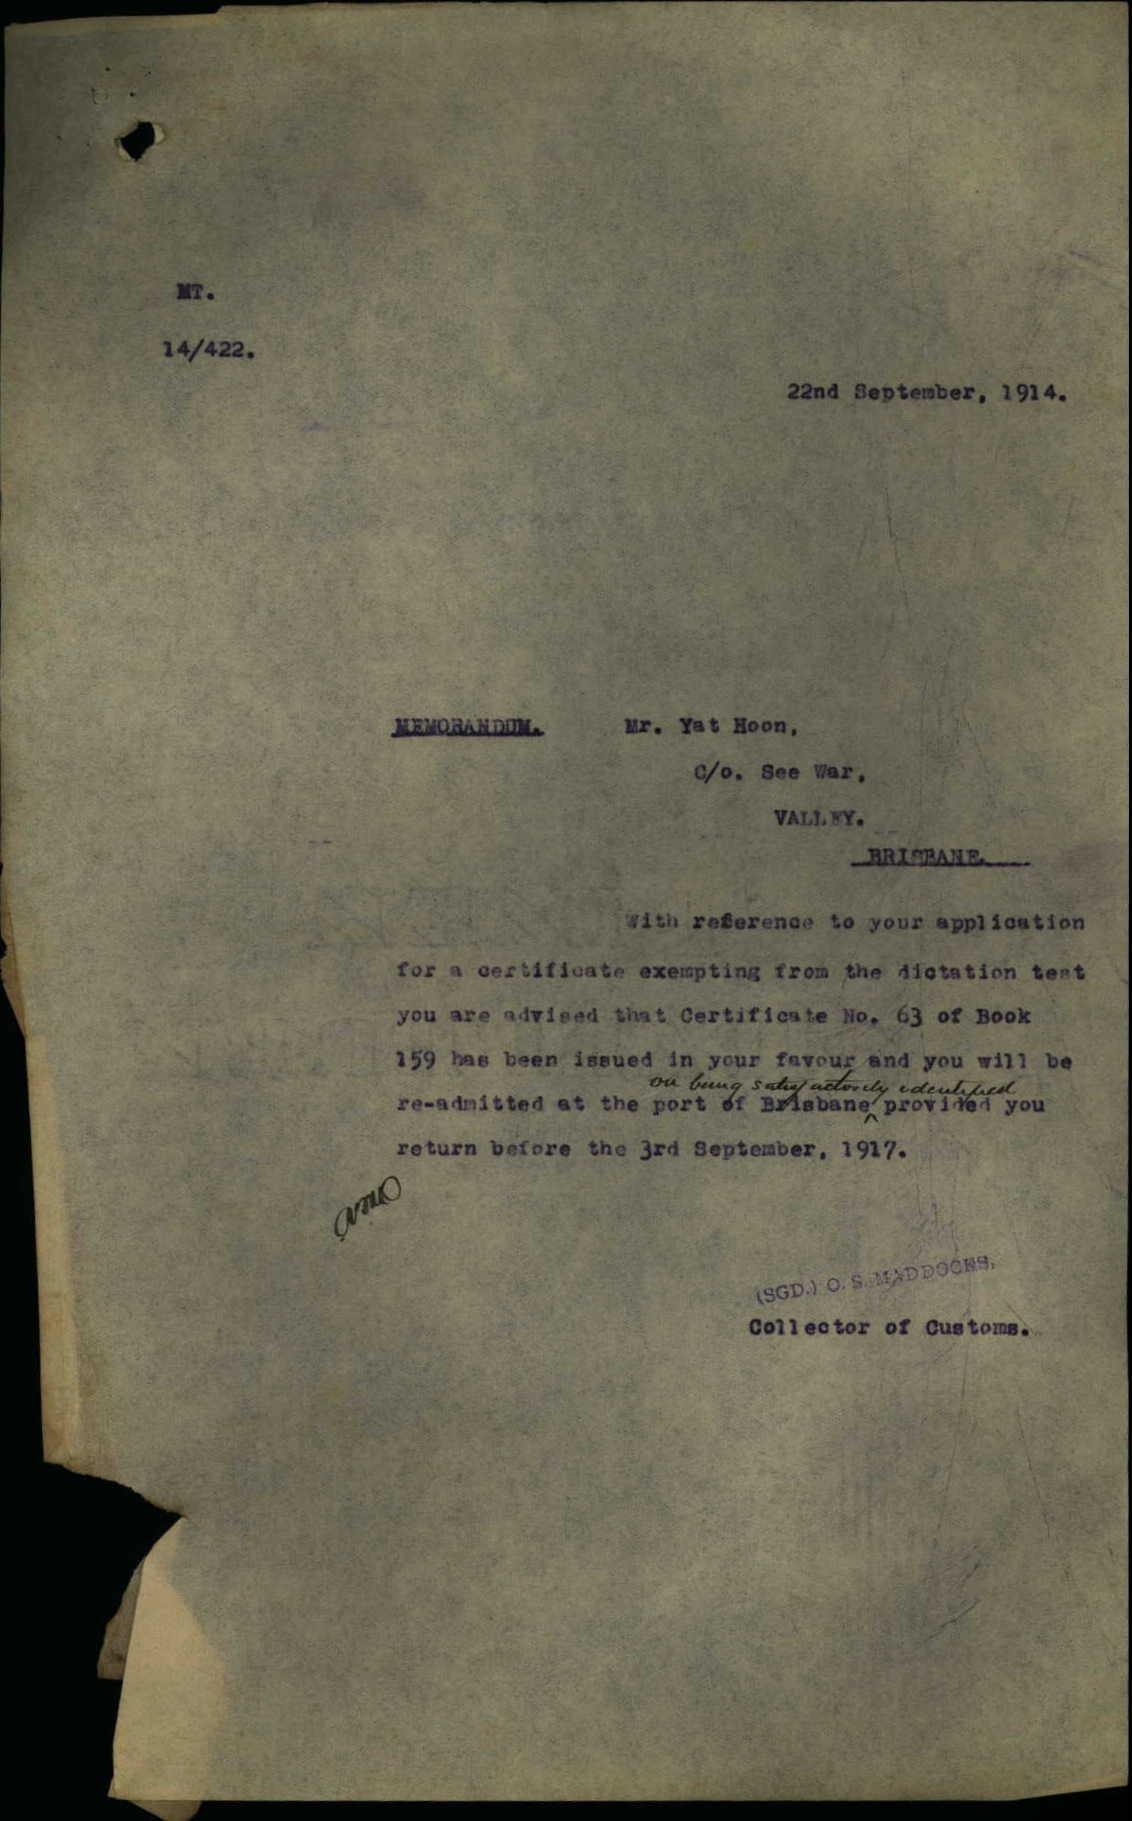 MT.
14/422.
22nd September, 1914.
MEMORANDUM. Mr. Yat Hoon,
C/o. See War,
VALLEY.
BRISBANE.
With reference to your application
for a certificate exempting from the dictation test
you are advised that Certificate No. 63 of Book
159 has been issued in your favour and you will be
on being satisfactorily identified
re-admitted at the port of Brisbane ^ provided you
return before the 3rd September, 1917.
(SGD.) O. S. MADDOCKS,
Collector of Customs.